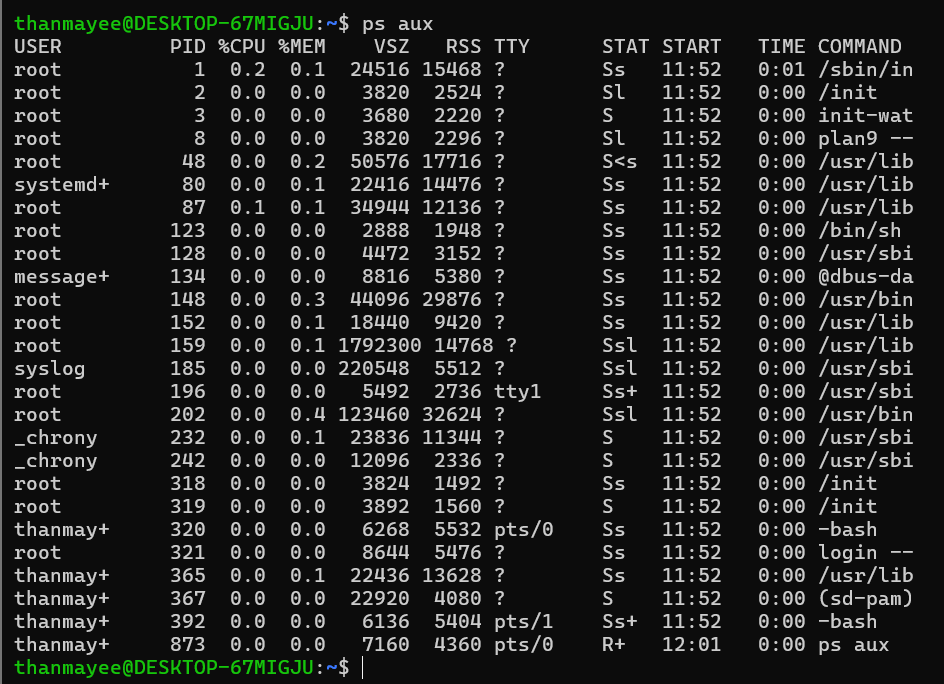 thanmayee@DESKTOP-67MIGJU:~$ ps aux
USER         PID %CPU %MEM    VSZ   RSS TTY      STAT START   TIME COMMAND
root           1  0.2  0.1  24516 15468 ?        Ss   11:52   0:01 /sbin/in
root           2  0.0  0.0   3820  2524 ?        Sl   11:52   0:00 /init
root           3  0.0  0.0   3680  2220 ?        S    11:52   0:00 init-wat
root           8  0.0  0.0   3820  2296 ?        Sl   11:52   0:00 plan9 --
root          48  0.0  0.2  50576 17716 ?        S<s  11:52   0:00 /usr/lib
systemd+      80  0.0  0.1  22416 14476 ?        Ss   11:52   0:00 /usr/lib
root          87  0.1  0.1  34944 12136 ?        Ss   11:52   0:00 /usr/lib
root         123  0.0  0.0   2888  1948 ?        Ss   11:52   0:00 /bin/sh
root         128  0.0  0.0   4472  3152 ?        Ss   11:52   0:00 /usr/sbi
message+     134  0.0  0.0   8816  5380 ?        Ss   11:52   0:00 @dbus-da
root         148  0.0  0.3  44096 29876 ?        Ss   11:52   0:00 /usr/bin
root         152  0.0  0.1  18440  9420 ?        Ss   11:52   0:00 /usr/lib
root         159  0.0  0.1 1792300 14768 ?       Ssl  11:52   0:00 /usr/lib
syslog       185  0.0  0.0 220548  5512 ?        Ssl  11:52   0:00 /usr/sbi
root         196  0.0  0.0   5492  2736 tty1     Ss+  11:52   0:00 /usr/sbi
root         202  0.0  0.4 123460 32624 ?        Ssl  11:52   0:00 /usr/bin
_chrony      232  0.0  0.1  23836 11344 ?        S    11:52   0:00 /usr/sbi
_chrony      242  0.0  0.0  12096  2336 ?        S    11:52   0:00 /usr/sbi
root         318  0.0  0.0   3824  1492 ?        Ss   11:52   0:00 /init
root         319  0.0  0.0   3892  1560 ?        S    11:52   0:00 /init
thanmay+     320  0.0  0.0   6268  5532 pts/0    Ss   11:52   0:00 -bash
root         321  0.0  0.0   8644  5476 ?        Ss   11:52   0:00 login --
thanmay+     365  0.0  0.1  22436 13628 ?        Ss   11:52   0:00 /usr/lib
thanmay+     367  0.0  0.0  22920  4080 ?        S    11:52   0:00 (sd-pam)
thanmay+     392  0.0  0.0   6136  5404 pts/1    Ss+  11:52   0:00 -bash
thanmay+     873  0.0  0.0   7160  4360 pts/0    R+   12:01   0:00 ps aux
thanmayee@DESKTOP-67MIGJU:~$